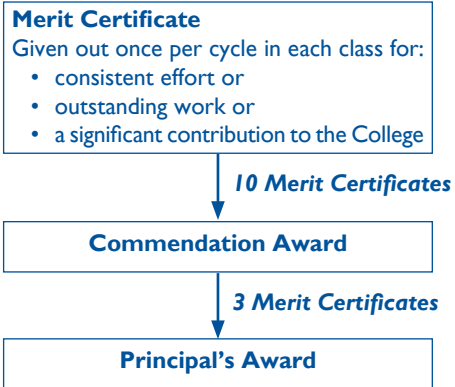 Merit Certificate
Given out once per cycle in each class for:
• consistent effort or
• outstanding work or
• a significant contribution to the College
10 Merit Certificates
Commendation Award
3 Merit Certificates
Principal's Award